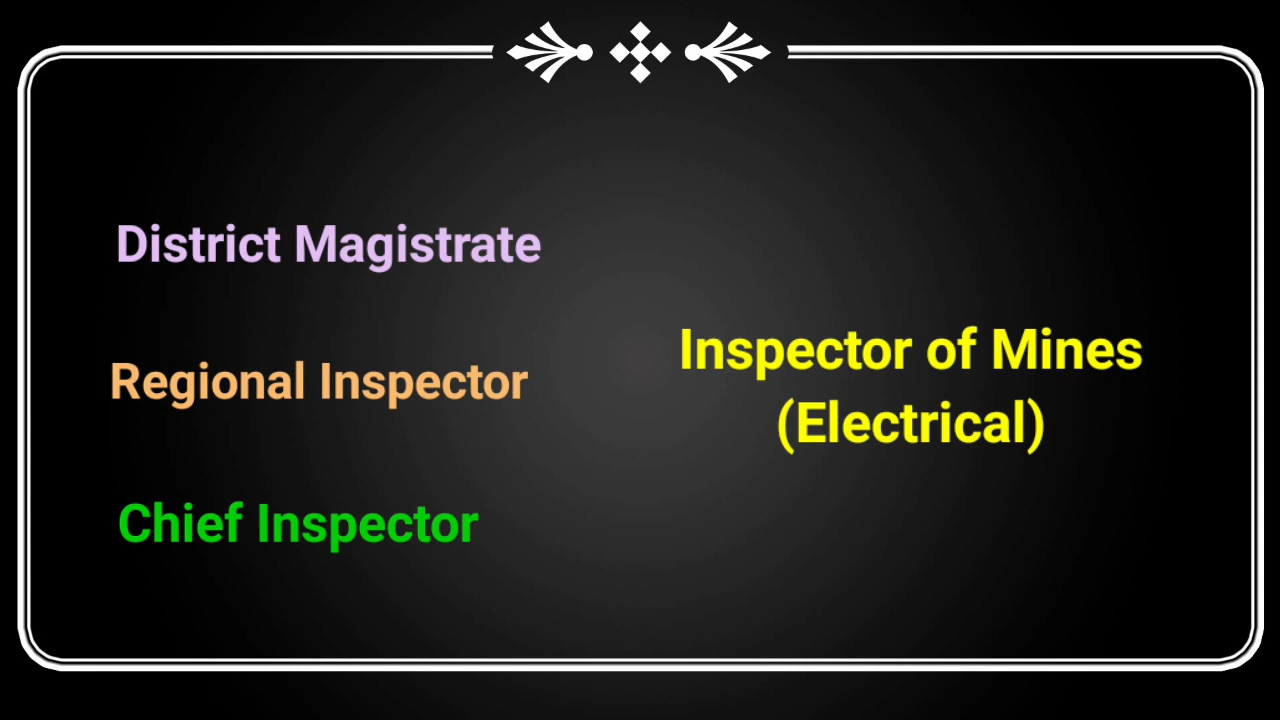 District Magistrate
Regional Inspector
Chief Inspector
Inspector of Mines
(Electrical)